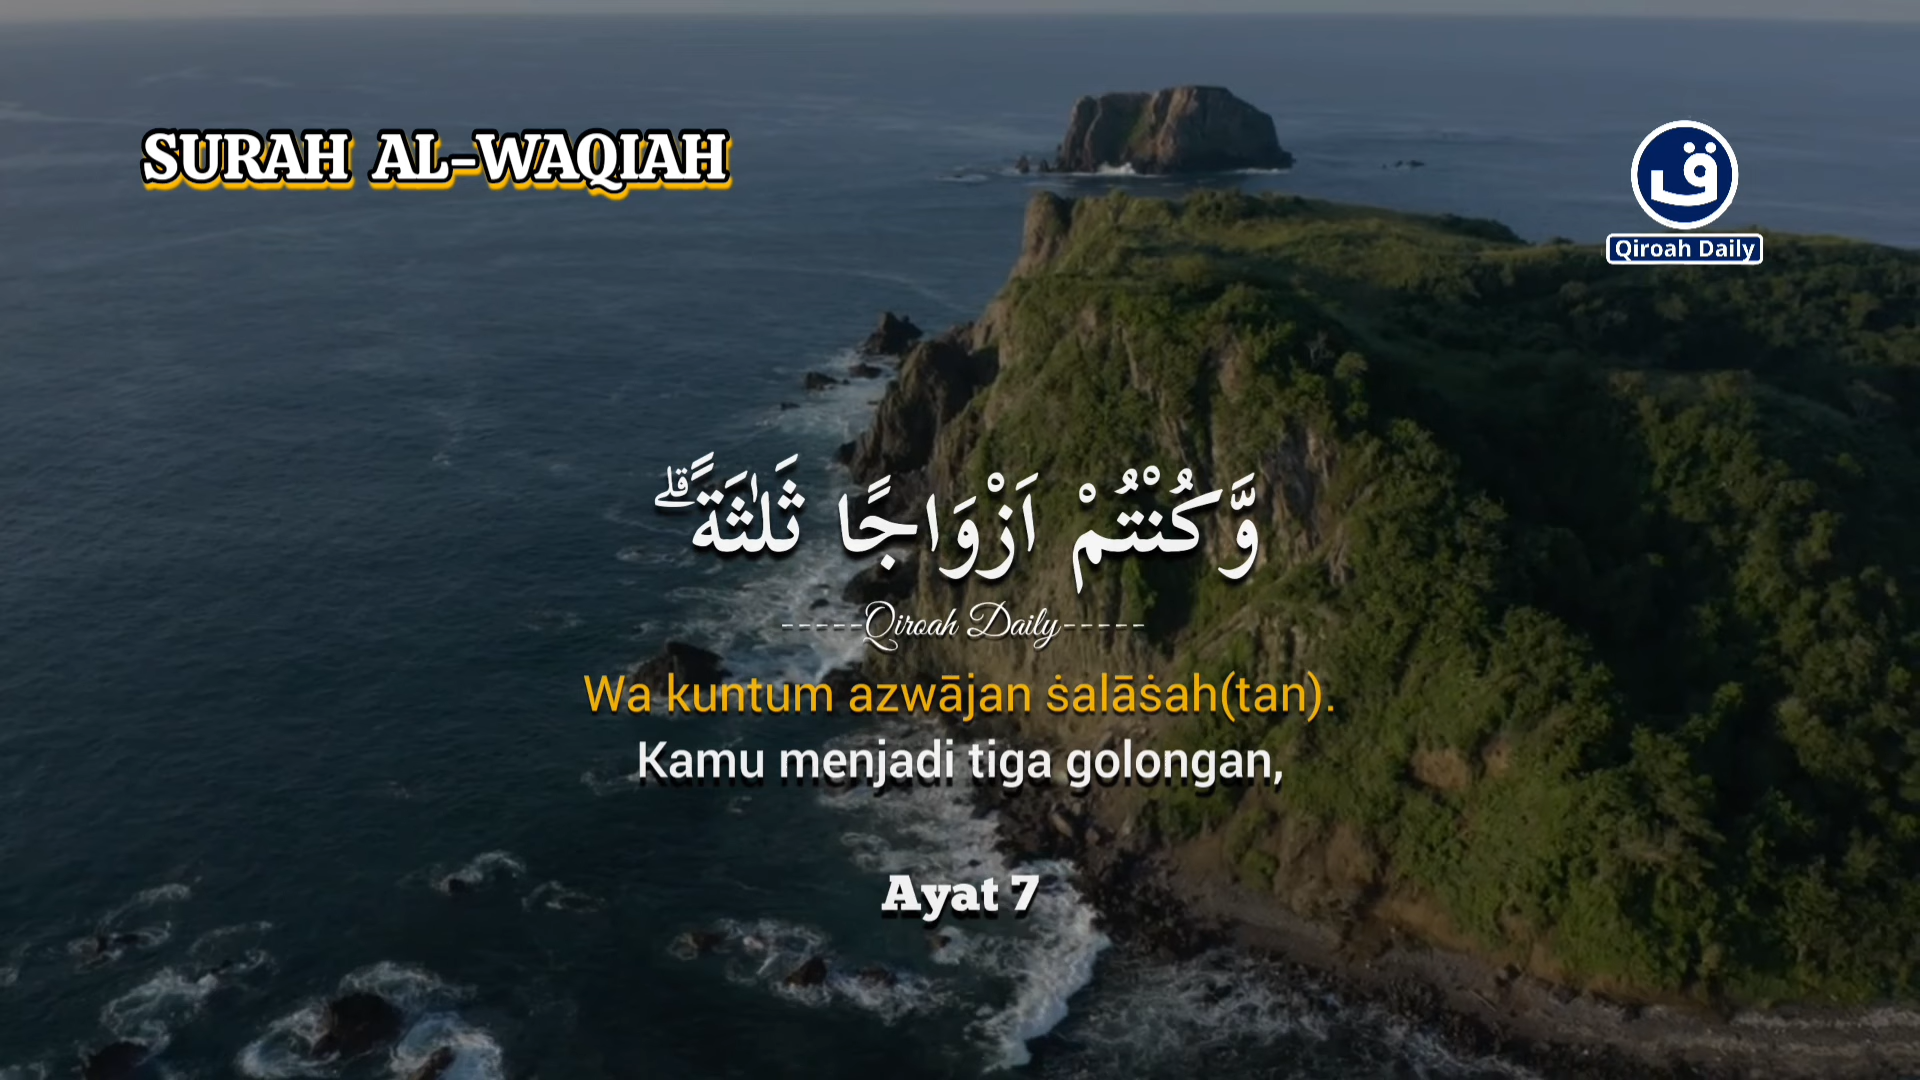 SURAH AL-WAQIAH
ق
Qiroah Daily
وَّكُنْتُمْ اَزْوَاجًا ثَلٰثَةً ۗ
-----Qiroah Daily-----
Wa kuntum azwājan ṡalāṡah(tan).
Kamu menjadi tiga golongan,
Ayat 7